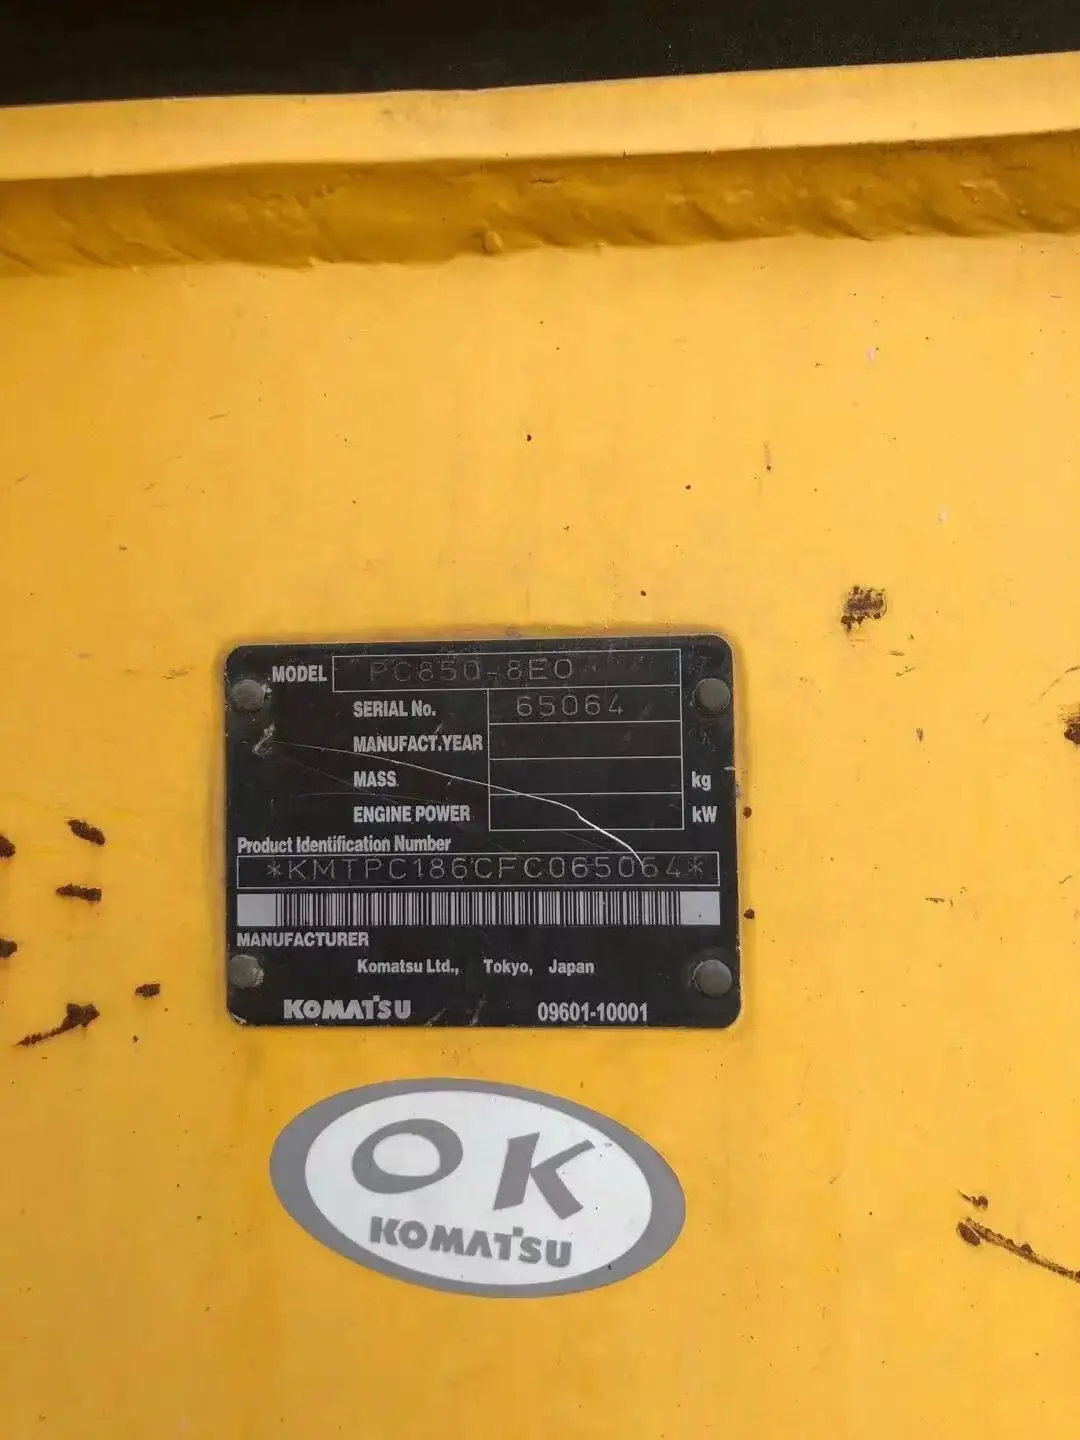 MODEL PC850-8E0
SERIAL No. 65064
MANUFACT.YEAR
MASS kg
ENGINE POWER kW
Product Identification Number
*KMTPC186CFC065064*
MANUFACTURER
Komatsu Ltd., Tokyo, Japan
KOMATSU 09601-10001
OK
KOMATSU